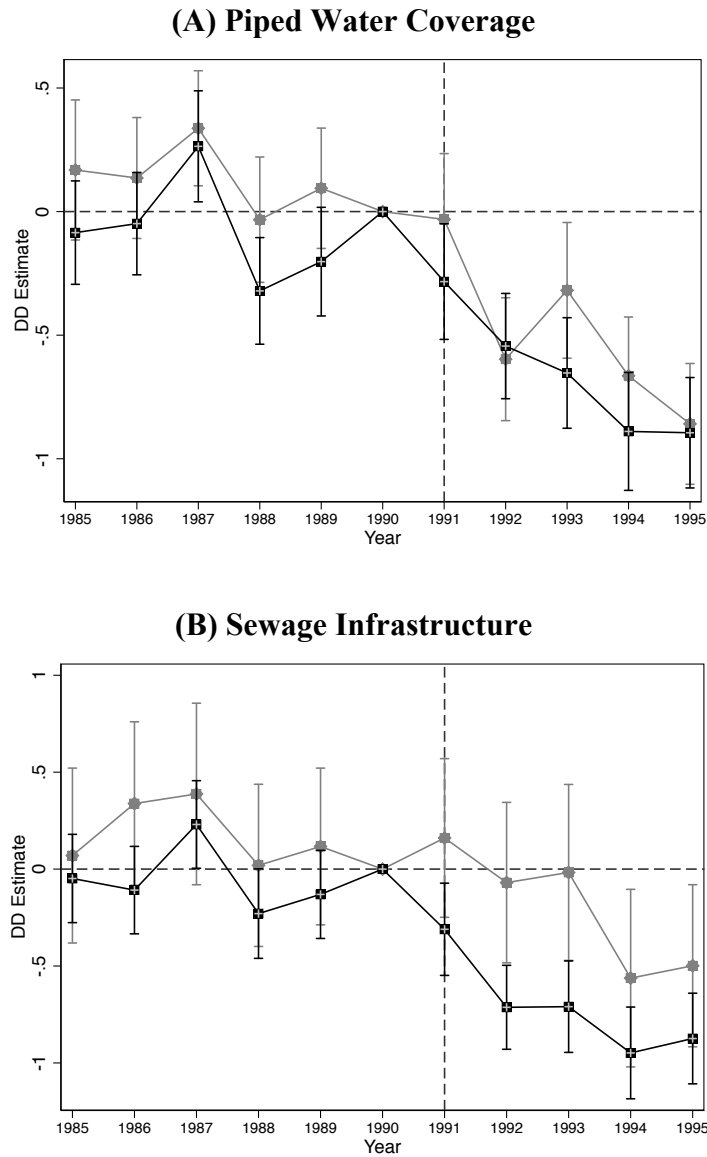 (A) Piped Water Coverage
.5
0
-.5
-1
DD Estimate
1985 1986 1987 1988 1989 1990 1991 1992 1993 1994 1995
Year
(B) Sewage Infrastructure
1
.5
0
-.5
-1
DD Estimate
1985 1986 1987 1988 1989 1990 1991 1992 1993 1994 1995
Year